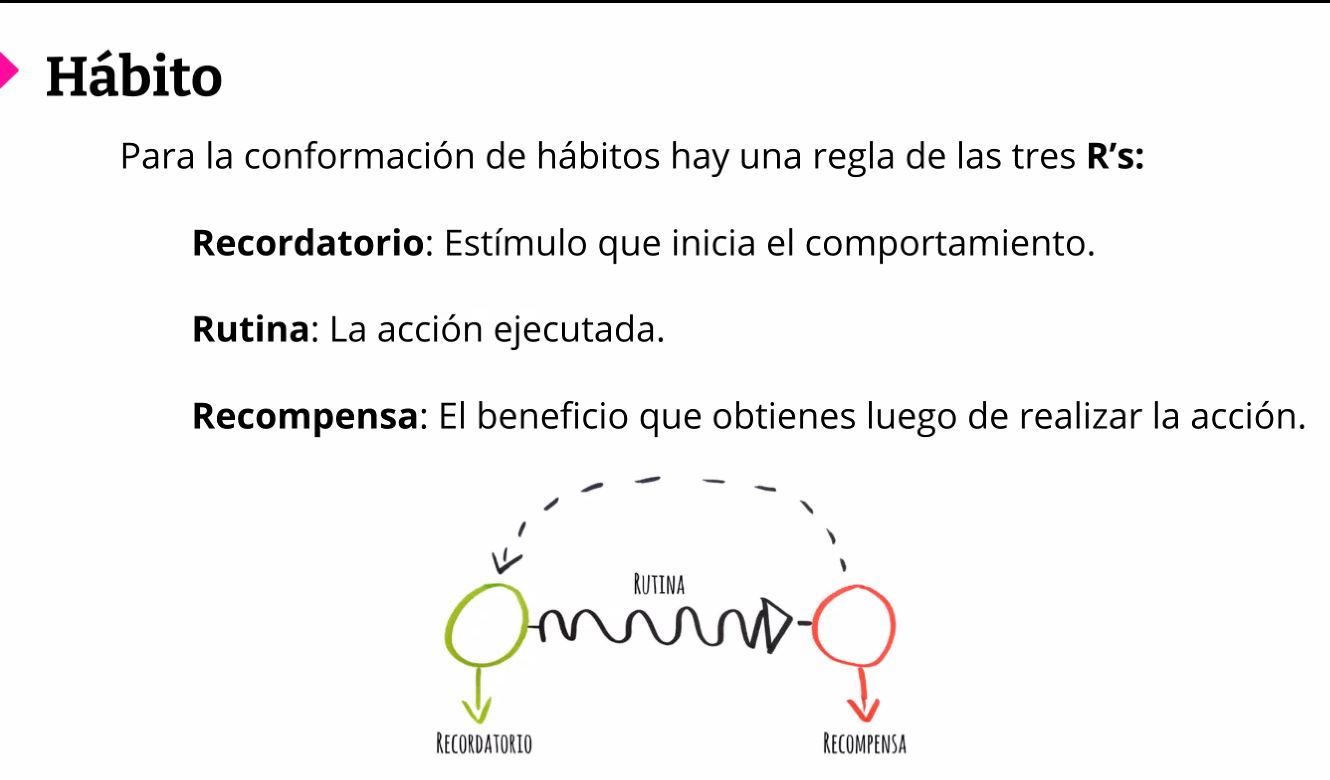 Hábito
Para la conformación de hábitos hay una regla de las tres R’s:
Recordatorio: Estímulo que inicia el comportamiento.
Rutina: La acción ejecutada.
Recompensa: El beneficio que obtienes luego de realizar la acción.
Rutina
Recordatorio
Recompensa